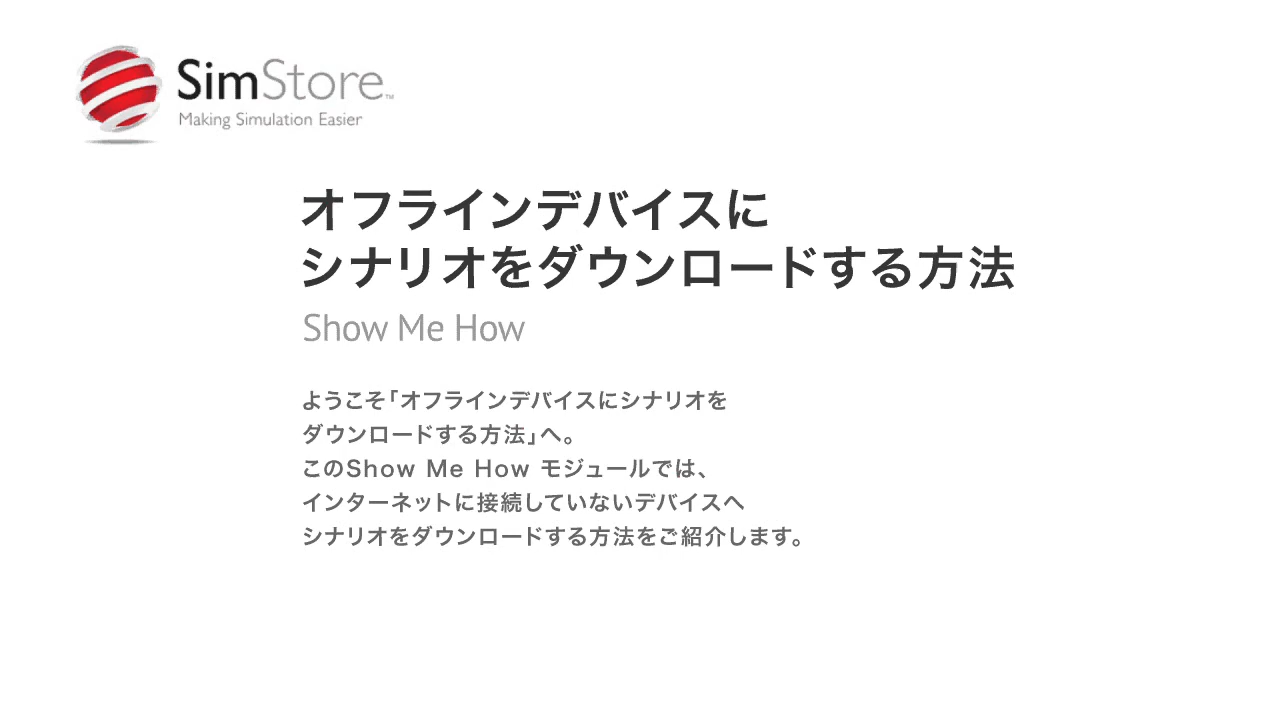 SimStore™
Making Simulation Easier
オフラインデバイスに
シナリオをダウンロードする方法
Show Me How
ようこそ「オフラインデバイスにシナリオを
ダウンロードする方法」へ。
このShow Me How モジュールでは、
インターネットに接続していないデバイスへ
シナリオをダウンロードする方法をご紹介します。